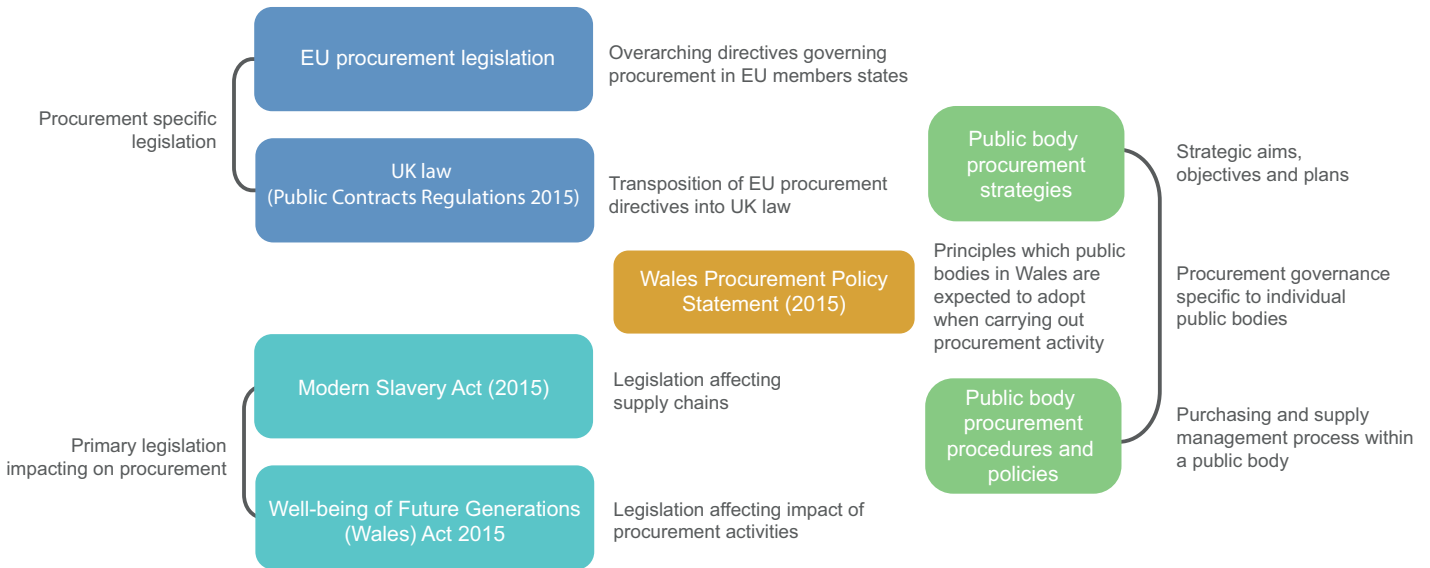 EU procurement legislation
Overarching directives governing
procurement in EU members states
Procurement specific
legislation
UK law
(Public Contracts Regulations 2015)
Transposition of EU procurement
directives into UK law
Wales Procurement Policy
Statement (2015)
Principles which public
bodies in Wales are
expected to adopt
when carrying out
procurement activity
Modern Slavery Act (2015)
Legislation affecting
supply chains
Primary legislation
impacting on procurement
Well-being of Future Generations
(Wales) Act 2015
Legislation affecting impact of
procurement activities
Public body
procurement
strategies
Strategic aims,
objectives and plans
Procurement governance
specific to individual
public bodies
Public body
procurement
procedures and
policies
Purchasing and supply
management process within
a public body